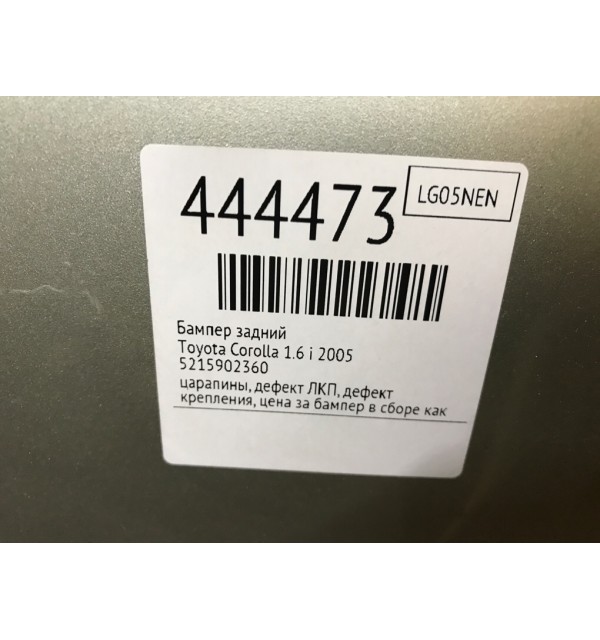 444473
LG05NEN
Бампер задний
Toyota Corolla 1.6 i 2005
5215902360
царапины, дефект ЛКП, дефект
крепления, цена за бампер в сборе как